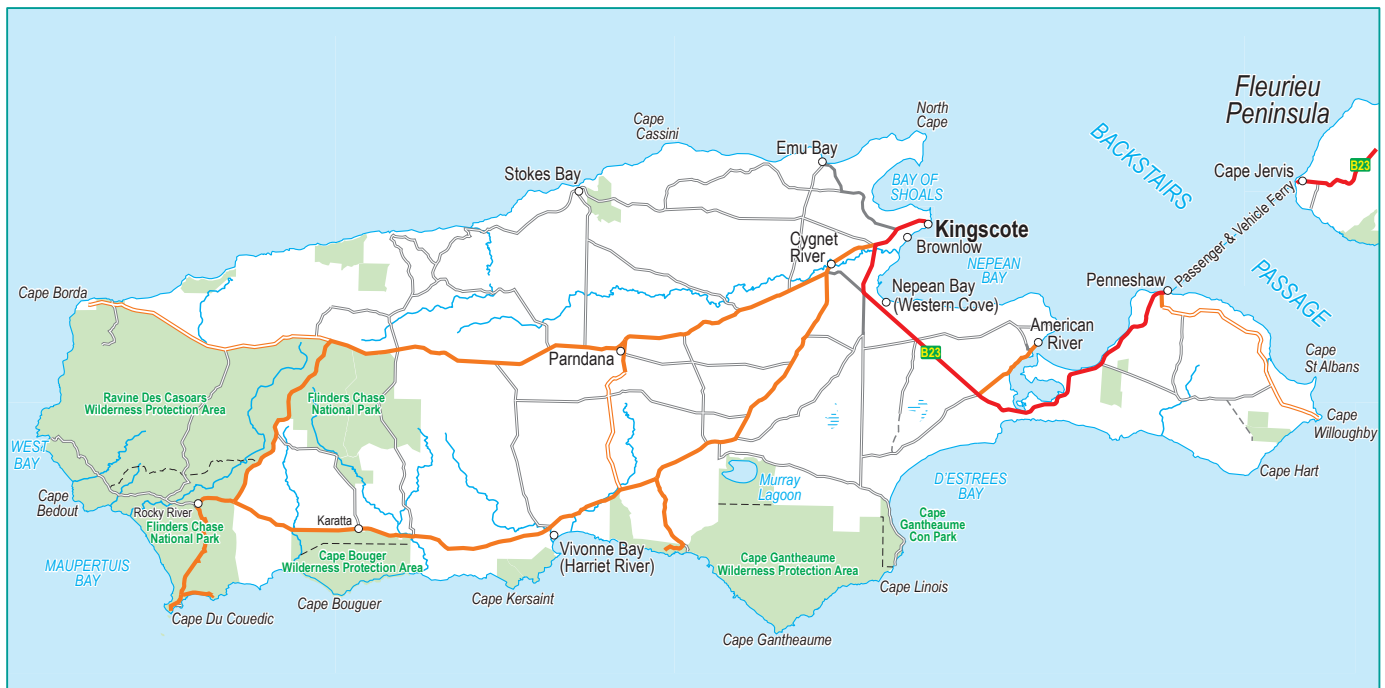 Fleurieu
Peninsula
North
Cape
Cape
Cassini
BACKSTAIRS
PASSAGE
Emu Bay
B23
Cape Jervis
Stokes Bay
BAY OF
SHOALS
Passenger & Vehicle Ferry
Kingscote
Brownlow
Cygnet
River
NEPEAN
BAY
Penneshaw
Nepean Bay
(Western Cove)
Cape Borda
American
River
B23
Parndana
Cape
St Albans
Ravine Des Casoars
Wilderness Protection Area
Flinders Chase
National Park
Cape
Willoughby
WEST
BAY
Cape Hart
Murray
Lagoon
D'ESTREES
BAY
Cape
Bedout
Rocky River
Flinders Chase
National Park
Karatta
Cape
Gantheaume
Con Park
Vivonne Bay
(Harriet River)
Cape Bouger
Wilderness Protection Area
Cape Gantheaume
Wilderness Protection Area
MAUPERTUIS
BAY
Cape Linois
Cape Kersaint
Cape Bouguer
Cape Du Couedic
Cape Gantheaume